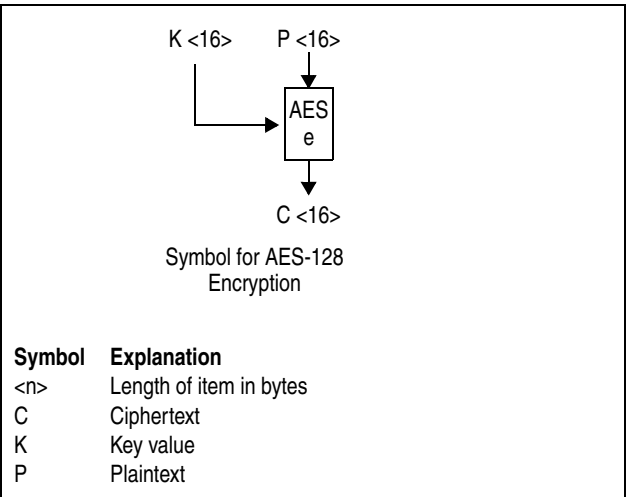 K <16> P <16>
AES
e
C <16>
Symbol for AES-128
Encryption
Symbol Explanation
<n> Length of item in bytes
C Ciphertext
K Key value
P Plaintext